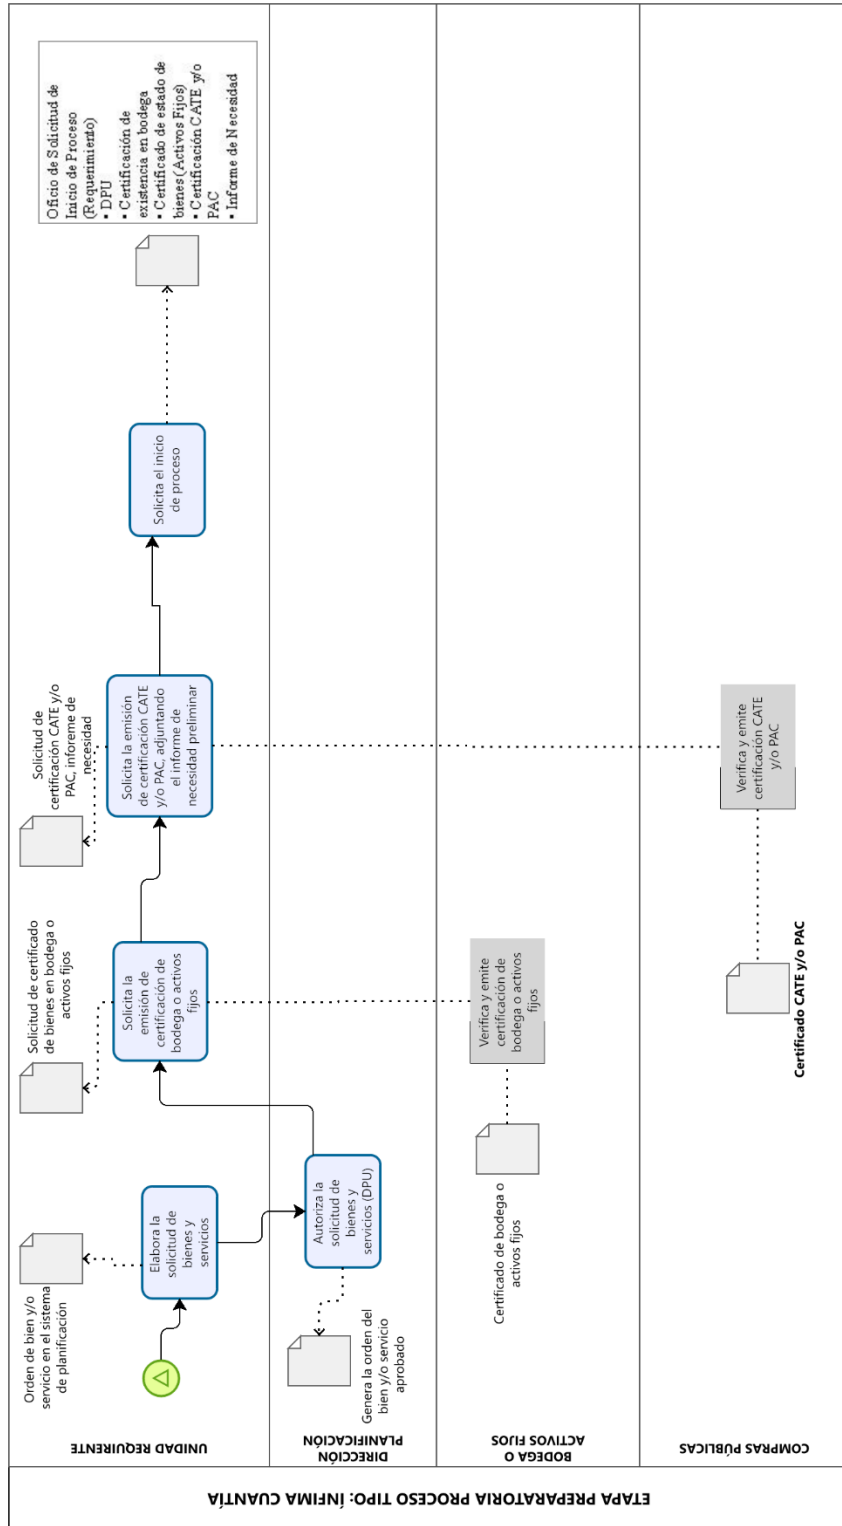 ETAPA PREPARATORIA PROCESO TIPO: ÍNFIMA CUANTÍA
UNIDAD REQUIRENTE
Orden de bien y/o
servicio en el sistema
de planificación
Elabora la
solicitud de
bienes y
servicios
Solicitud de certificado
de bienes en bodega o
activos fijos
Solicita la
emisión de
certificación de
bodega o activos
fijos
Solicitud de
certificación CATE y/o
PAC, inforeme de
necesidad
Solicita la emisión
de certificación CATE
y/o PAC, adjuntando
el informe de
necesidad preliminar
Solicita el inicio
de proceso
Oficio de Solicitud de
Inicio de Proceso
(Requerimiento)
▪ DPU
▪ Certificación de
existencia en bodega
▪ Certificado de estado de
bienes (Activos Fijos)
▪ Certificación CATE y/o
PAC
▪ Informe de Necesidad
DIRECCIÓN
PLANIFICACIÓN
Autoriza la
solicitud de
bienes y
servicios (DPU)
Genera la orden del
bien y/o servicio
aprobado
BODEGA O
ACTIVOS FIJOS
Verifica y emite
certificación de
bodega o activos
fijos
Certificado de bodega o
activos fijos
COMPRAS PÚBLICAS
Verifica y emite
certificación CATE
y/o PAC
Certificado CATE y/o PAC